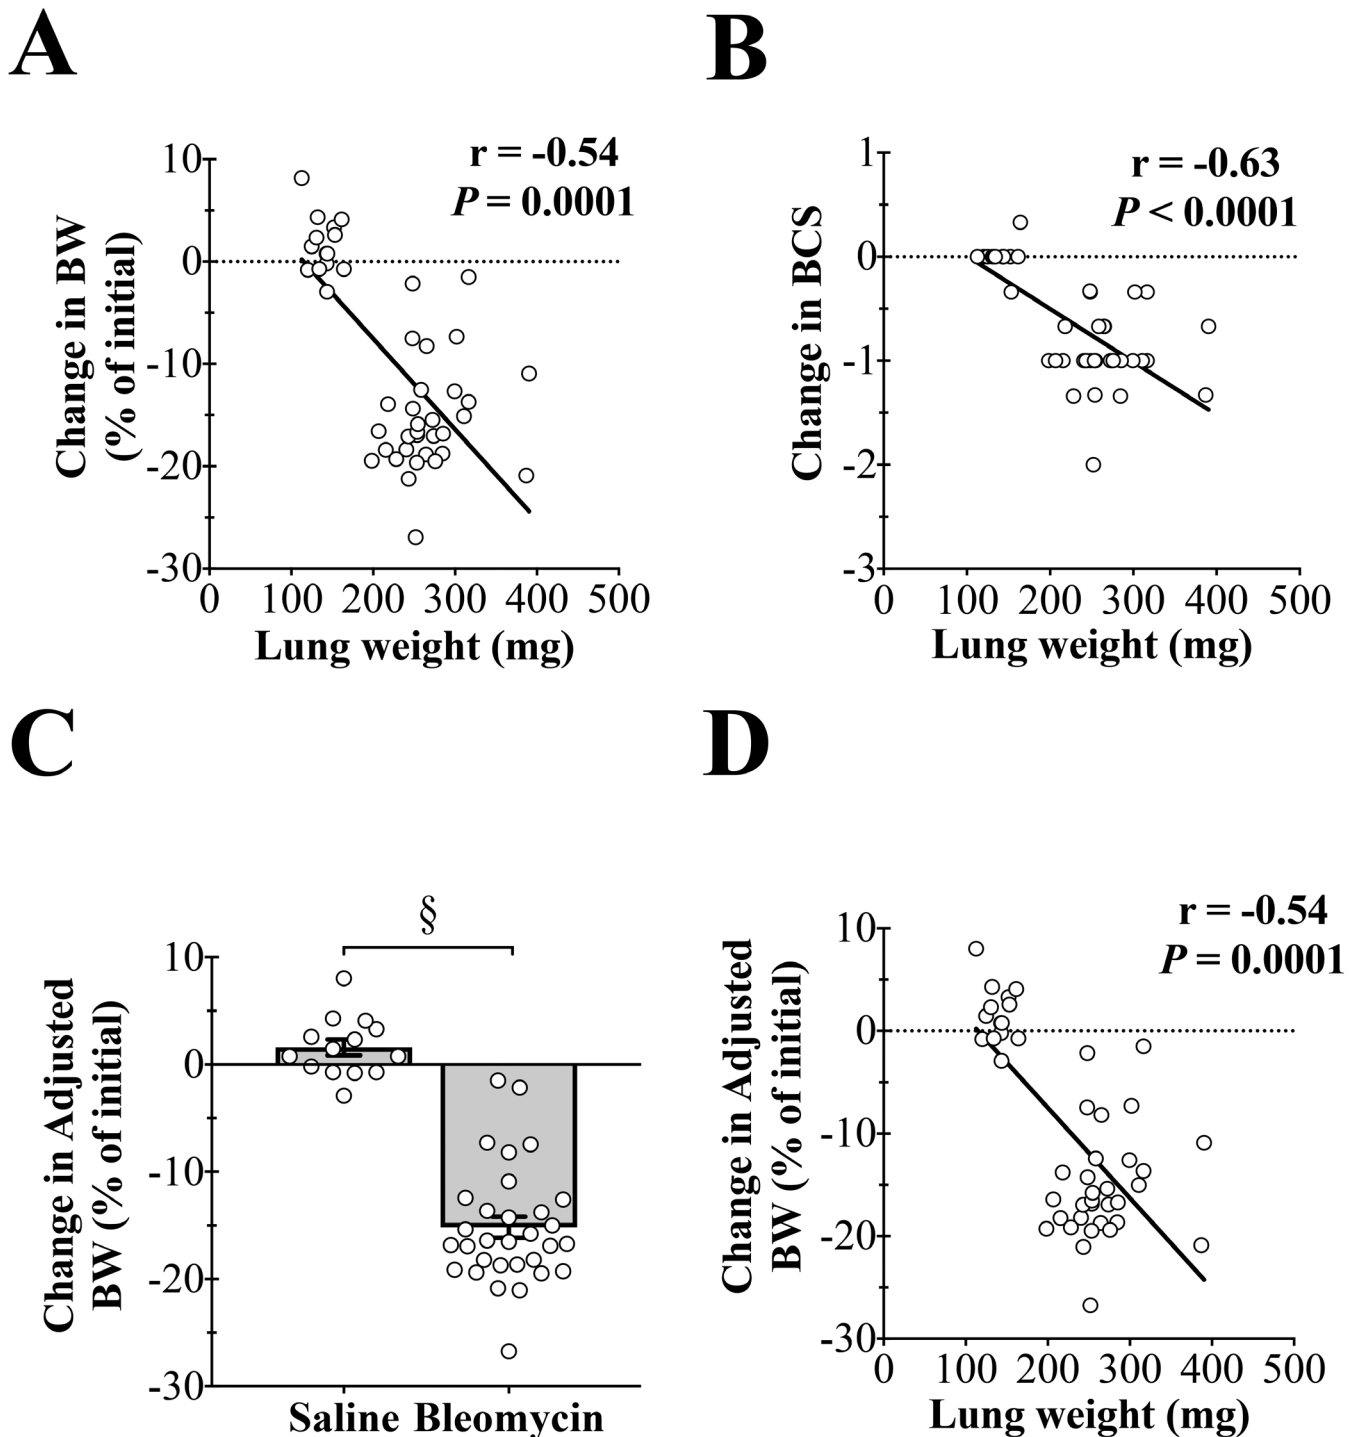 A
r = -0.54
P = 0.0001
Change in BW
(% of initial)
10
0
-10
-20
-30
0 100 200 300 400 500
Lung weight (mg)
B
r = -0.63
P < 0.0001
Change in BCS
1
0
-1
-2
-3
0 100 200 300 400 500
Lung weight (mg)
C
§
Change in Adjusted
BW (% of initial)
10
0
-10
-20
-30
Saline Bleomycin
D
r = -0.54
P = 0.0001
Change in Adjusted
BW (% of initial)
10
0
-10
-20
-30
0 100 200 300 400 500
Lung weight (mg)